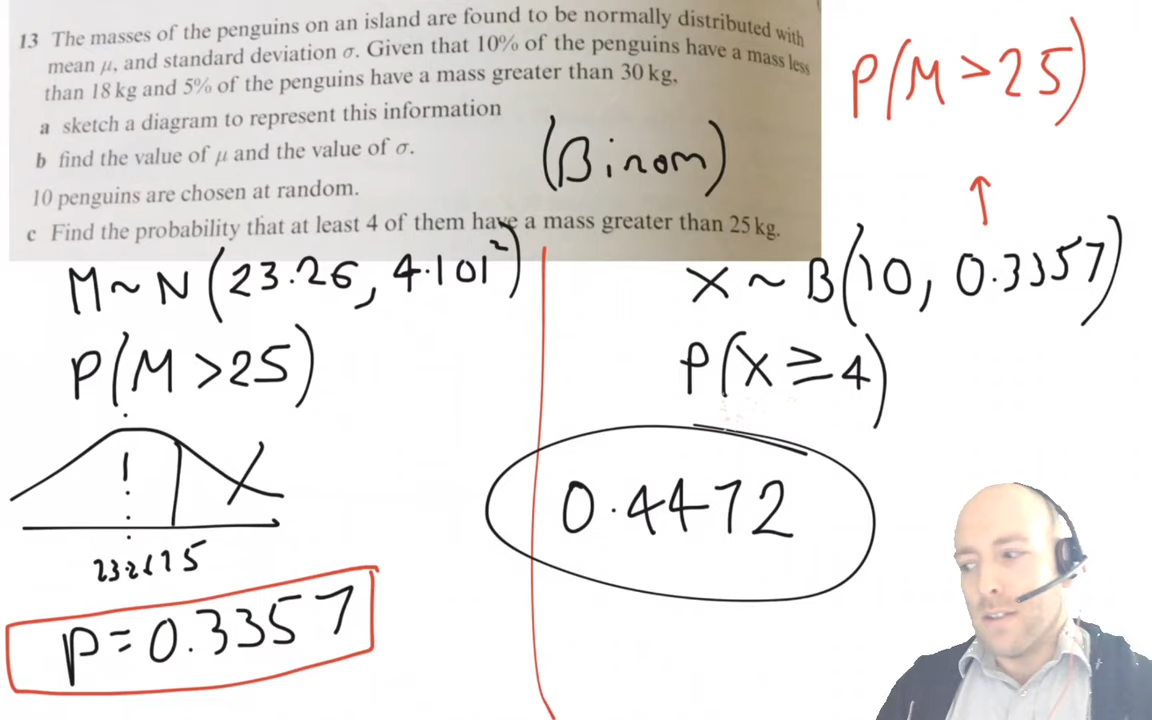 13 The masses of the penguins on an island are found to be normally distributed with
mean μ, and standard deviation σ. Given that 10% of the penguins have a mass less
than 18 kg and 5% of the penguins have a mass greater than 30 kg,
a sketch a diagram to represent this information
b find the value of μ and the value of σ.
10 penguins are chosen at random.
c Find the probability that at least 4 of them have a mass greater than 25 kg.
(Binom)
P(M>25)
↑
M~N(23.26, 4.101²)
P(M>25)
23.26 25
P=0.3357
X~B(10, 0.3357)
P(X≥4)
0.4472